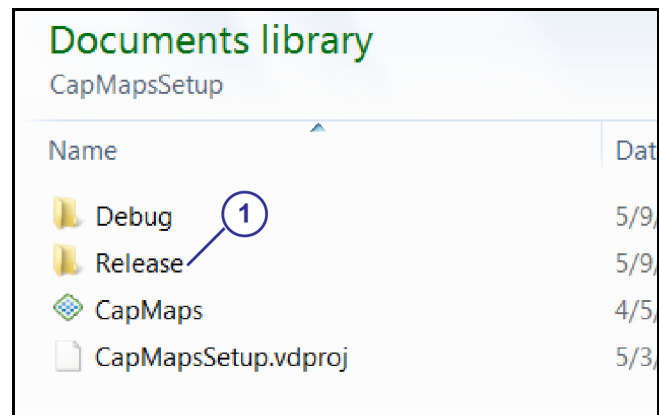 Documents library
CapMapsSetup
Name Dat
Debug 1 5/9/
Release 5/9/
CapMaps 4/5/
CapMapsSetup.vdproj 5/3/